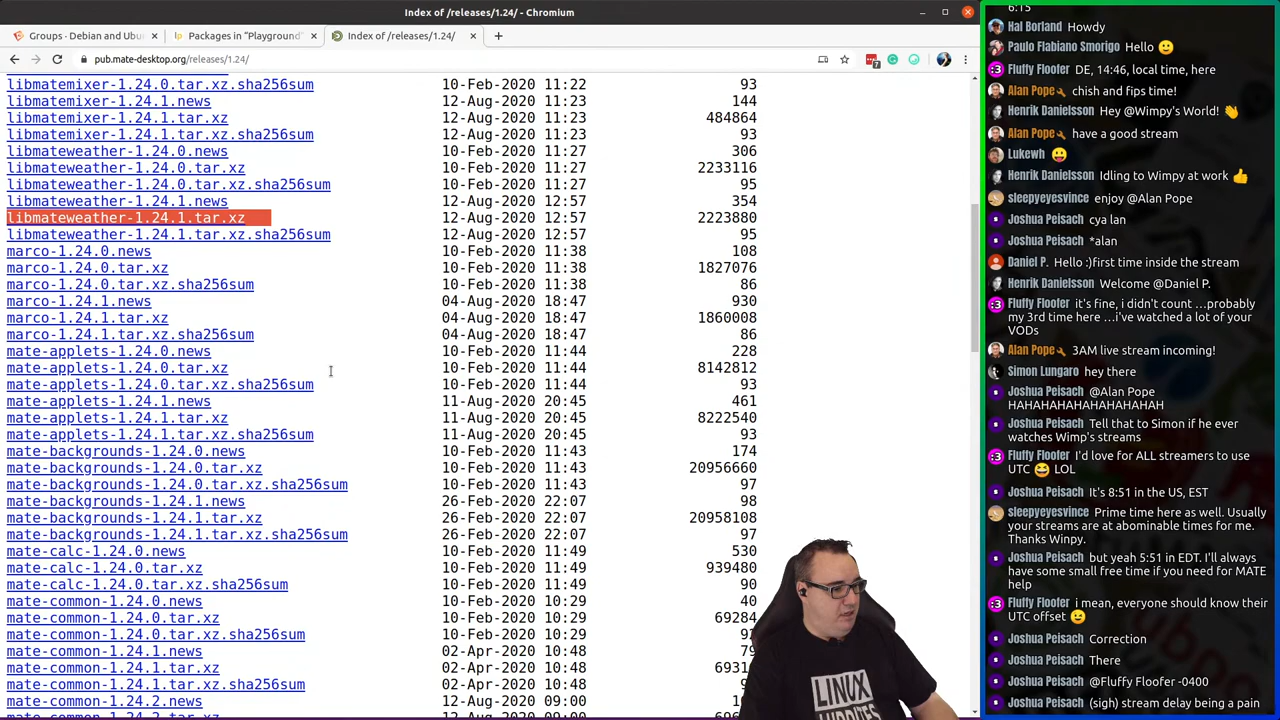 Index of /releases/1.24/ - Chromium
Groups · Debian and Ubu
Packages in “Playground”
Index of /releases/1.24/
pub.mate-desktop.org/releases/1.24/
libmatemixer-1.24.0.tar.xz.sha256sum 10-Feb-2020 11:22 93
libmatemixer-1.24.1.news 12-Aug-2020 11:23 144
libmatemixer-1.24.1.tar.xz 12-Aug-2020 11:23 484864
libmatemixer-1.24.1.tar.xz.sha256sum 12-Aug-2020 11:23 93
libmateweather-1.24.0.news 10-Feb-2020 11:27 306
libmateweather-1.24.0.tar.xz 10-Feb-2020 11:27 2233116
libmateweather-1.24.0.tar.xz.sha256sum 10-Feb-2020 11:27 95
libmateweather-1.24.1.news 12-Aug-2020 12:57 354
libmateweather-1.24.1.tar.xz 12-Aug-2020 12:57 2223880
libmateweather-1.24.1.tar.xz.sha256sum 12-Aug-2020 12:57 95
marco-1.24.0.news 10-Feb-2020 11:38 108
marco-1.24.0.tar.xz 10-Feb-2020 11:38 1827076
marco-1.24.0.tar.xz.sha256sum 10-Feb-2020 11:38 86
marco-1.24.1.news 04-Aug-2020 18:47 930
marco-1.24.1.tar.xz 04-Aug-2020 18:47 1860008
marco-1.24.1.tar.xz.sha256sum 04-Aug-2020 18:47 86
mate-applets-1.24.0.news 10-Feb-2020 11:44 228
mate-applets-1.24.0.tar.xz 10-Feb-2020 11:44 8142812
mate-applets-1.24.0.tar.xz.sha256sum 10-Feb-2020 11:44 93
mate-applets-1.24.1.news 11-Aug-2020 20:45 461
mate-applets-1.24.1.tar.xz 11-Aug-2020 20:45 8222540
mate-applets-1.24.1.tar.xz.sha256sum 11-Aug-2020 20:45 93
mate-backgrounds-1.24.0.news 10-Feb-2020 11:43 174
mate-backgrounds-1.24.0.tar.xz 10-Feb-2020 11:43 20956660
mate-backgrounds-1.24.0.tar.xz.sha256sum 10-Feb-2020 11:43 97
mate-backgrounds-1.24.1.news 26-Feb-2020 22:07 98
mate-backgrounds-1.24.1.tar.xz 26-Feb-2020 22:07 20958108
mate-backgrounds-1.24.1.tar.xz.sha256sum 26-Feb-2020 22:07 97
mate-calc-1.24.0.news 10-Feb-2020 11:49 530
mate-calc-1.24.0.tar.xz 10-Feb-2020 11:49 939480
mate-calc-1.24.0.tar.xz.sha256sum 10-Feb-2020 11:49 90
mate-common-1.24.0.news 10-Feb-2020 10:29 40
mate-common-1.24.0.tar.xz 10-Feb-2020 10:29 69284
mate-common-1.24.0.tar.xz.sha256sum 10-Feb-2020 10:29
mate-common-1.24.1.news 02-Apr-2020 10:48 79
mate-common-1.24.1.tar.xz 02-Apr-2020 10:48
mate-common-1.24.1.tar.xz.sha256sum 02-Apr-2020 10:48
mate-common-1.24.2.news 12-Aug-2020 09:00
mate-common-1.24.2.tar.xz 12-Aug-2020 09:00
LINUX
6:15
Hal Borland Howdy
Paulo Flabiano Smorigo Hello 🙂
Fluffy Floofer DE, 14:46, local time, here
Alan Pope chish and fips time!
Henrik Danielsson Hey @Wimpy's World! 👋
Alan Pope have a good stream
Lukewh 😛
Henrik Danielsson Idling to Wimpy at work 👍
sleepyeyesvince enjoy @Alan Pope
Joshua Peisach cya lan
Joshua Peisach *alan
Daniel P. Hello :)first time inside the stream
Henrik Danielsson Welcome @Daniel P.
Fluffy Floofer it's fine, i didn't count …probably
my 3rd time here …i've watched a lot of your
VODs
Alan Pope 3AM live stream incoming!
Simon Lungaro hey there
Joshua Peisach @Alan Pope
HAHAHAHAHAHAHAHAH
Joshua Peisach Tell that to Simon if he ever
watches Wimp's streams
Fluffy Floofer I'd love for ALL streamers to use
UTC 😂 LOL
Joshua Peisach It's 8:51 in the US, EST
sleepyeyesvince Prime time here as well. Usually
your streams are at abominable times for me.
Thanks Winpy.
Joshua Peisach but yeah 5:51 in EDT. I'll always
have some small free time if you need for MATE
help
Fluffy Floofer i mean, everyone should know their
UTC offset 😉
Joshua Peisach Correction
Joshua Peisach There
Joshua Peisach @Fluffy Floofer -0400
Joshua Peisach (sigh) stream delay being a pain